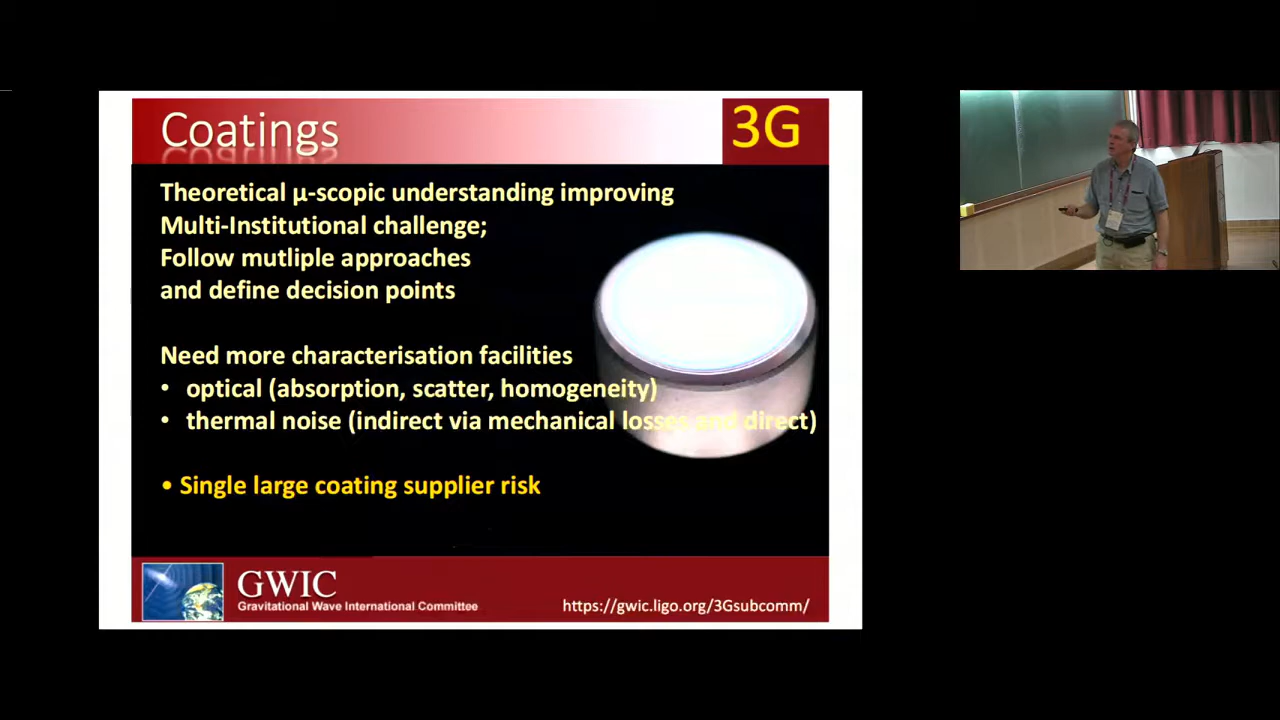 Coatings
3G
Theoretical μ-scopic understanding improving
Multi-Institutional challenge;
Follow mutliple approaches
and define decision points
Need more characterisation facilities
• optical (absorption, scatter, homogeneity)
• thermal noise (indirect via mechanical losses and direct)
• Single large coating supplier risk
GWIC
Gravitational Wave International Committee
https://gwic.ligo.org/3Gsubcomm/